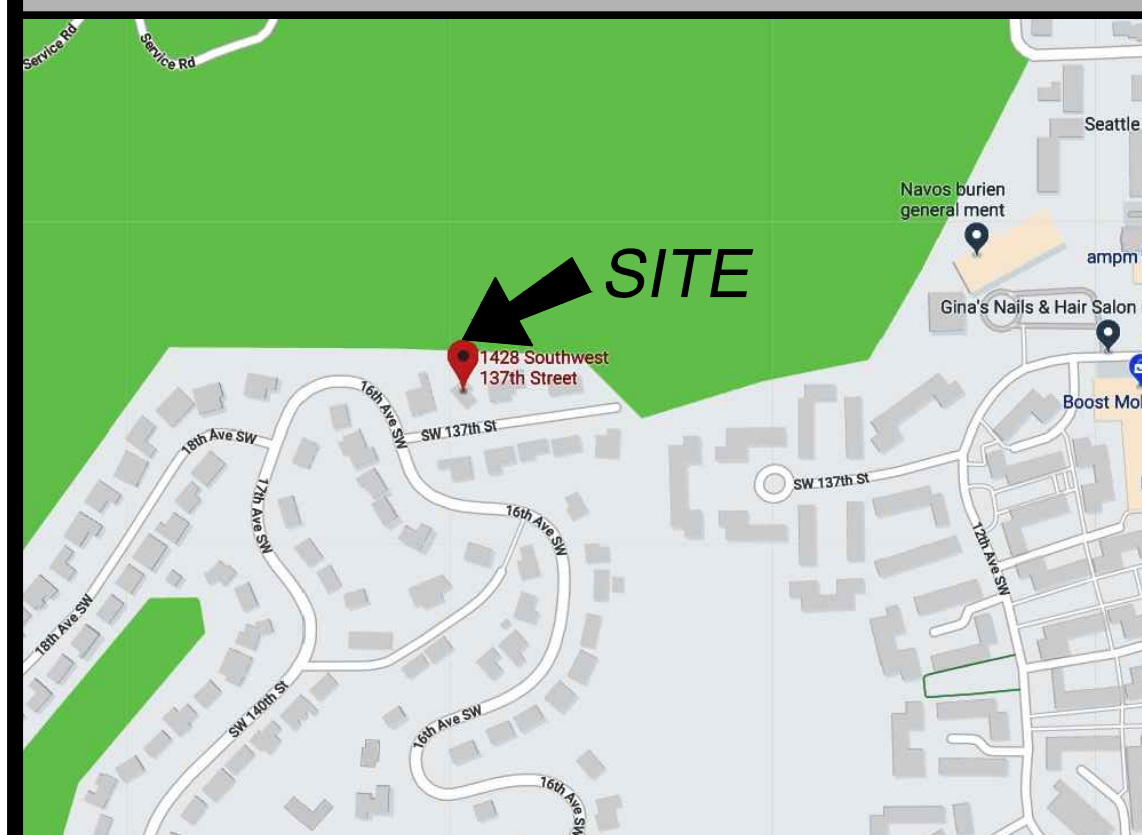 Service Rd
Service Rd
Seattle
Navos burien
general ment
SITE
ampm
Gina's Nails & Hair Salon
1428 Southwest
137th Street
16th Ave SW
Boost Mo
SW 137th St
18th Ave SW
SW 137th St
17th Ave SW
16th Ave SW
12th Ave SW
18th Ave SW
SW 140th St
16th Ave SW
16th Ave SW